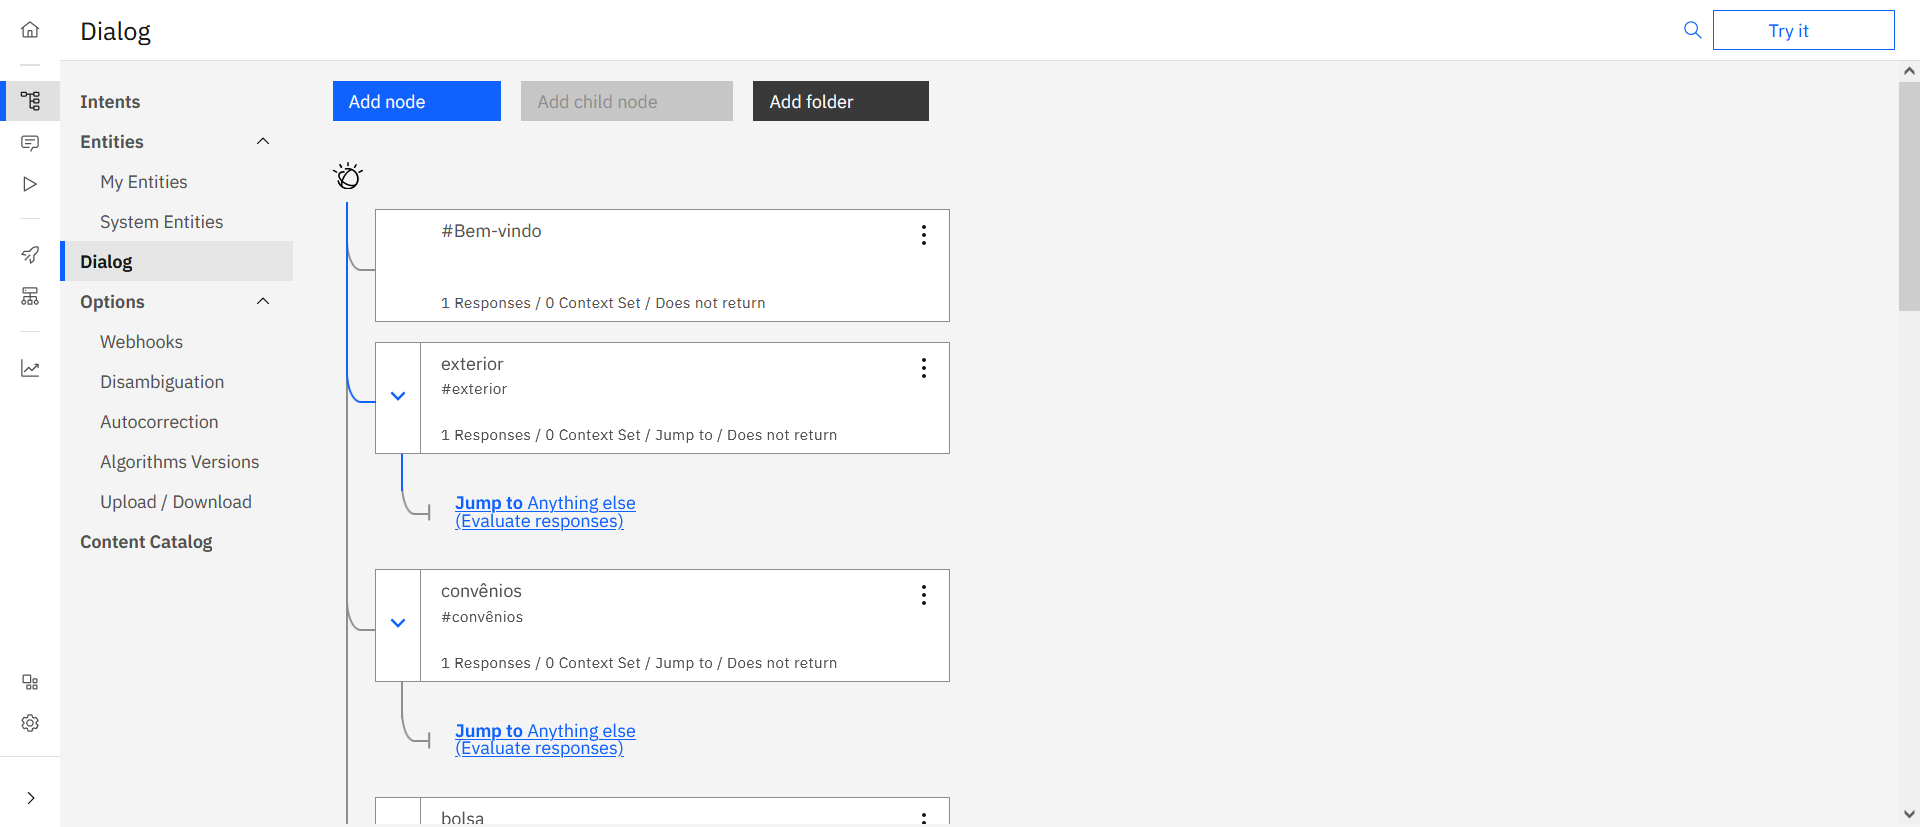 Dialog
Try it
Intents
Entities
My Entities
System Entities
Dialog
Options
Webhooks
Disambiguation
Autocorrection
Algorithms Versions
Upload / Download
Content Catalog
Add node
Add child node
Add folder
#Bem-vindo
1 Responses / 0 Context Set / Does not return
exterior
#exterior
1 Responses / 0 Context Set / Jump to / Does not return
Jump to Anything else
(Evaluate responses)
convênios
#convênios
1 Responses / 0 Context Set / Jump to / Does not return
Jump to Anything else
(Evaluate responses)
bolsa